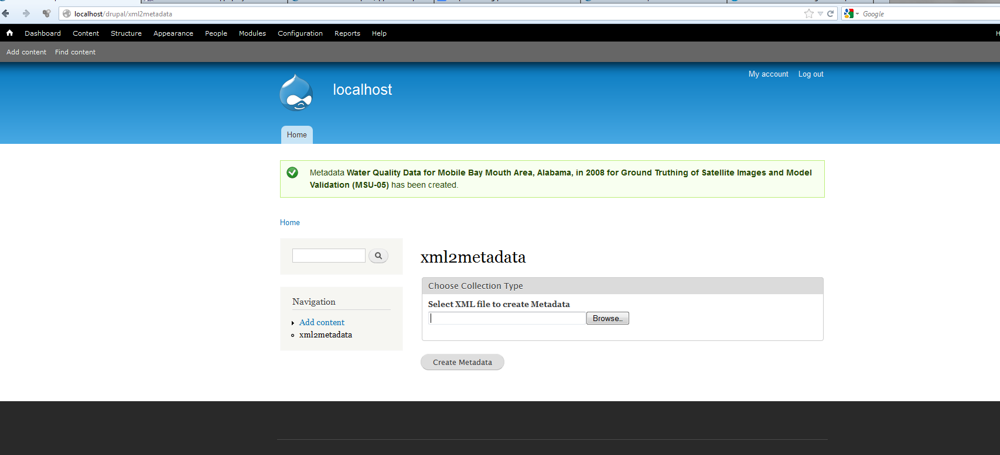 localhost/drupal/xml2metadata
Google
Dashboard Content Structure Appearance People Modules Configuration Reports Help
Add content Find content
My account Log out
localhost
Home
Metadata Water Quality Data for Mobile Bay Mouth Area, Alabama, in 2008 for Ground Truthing of Satellite Images and Model
Validation (MSU-05) has been created.
Home
xml2metadata
Navigation
Add content
xml2metadata
Choose Collection Type
Select XML file to create Metadata
Browse...
Create Metadata